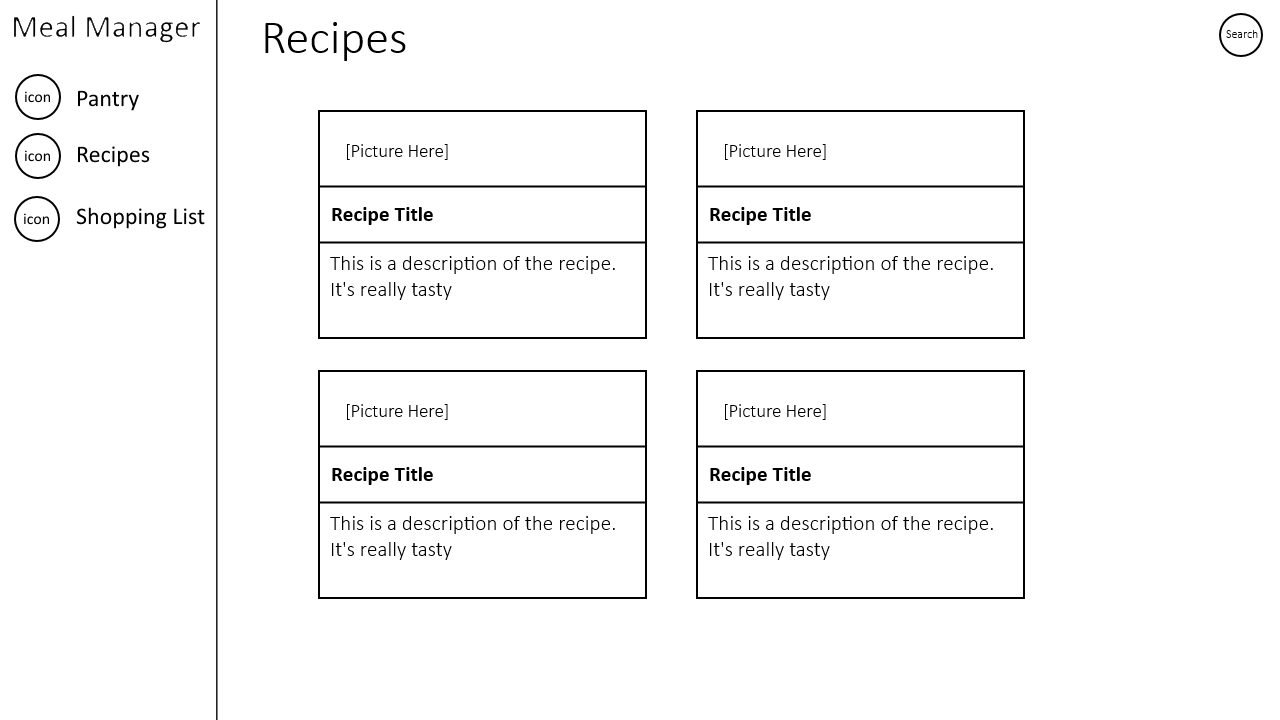 Meal Manager
icon Pantry
icon Recipes
icon Shopping List
Recipes
Search
[Picture Here]
Recipe Title
This is a description of the recipe.
It's really tasty
[Picture Here]
Recipe Title
This is a description of the recipe.
It's really tasty
[Picture Here]
Recipe Title
This is a description of the recipe.
It's really tasty
[Picture Here]
Recipe Title
This is a description of the recipe.
It's really tasty